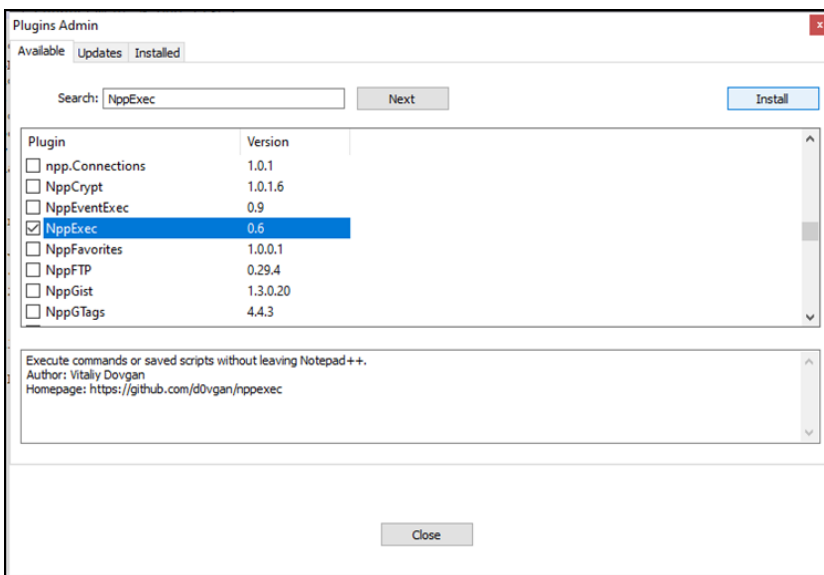 Plugins Admin
x
Available Updates Installed
Search: NppExec Next Install
Plugin Version
npp.Connections 1.0.1
NppCrypt 1.0.1.6
NppEventExec 0.9
NppExec 0.6
NppFavorites 1.0.0.1
NppFTP 0.29.4
NppGist 1.3.0.20
NppGTags 4.4.3
Execute commands or saved scripts without leaving Notepad++.
Author: Vitaliy Dovgan
Homepage: https://github.com/d0vgan/nppexec
Close